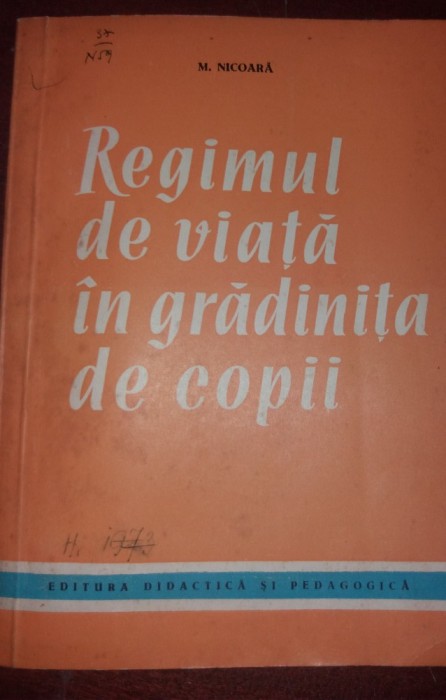 M. NICOARĂ
Regimul
de viață
în grădinița
de copii
EDITURA DIDACTICĂ ȘI PEDAGOGICĂ